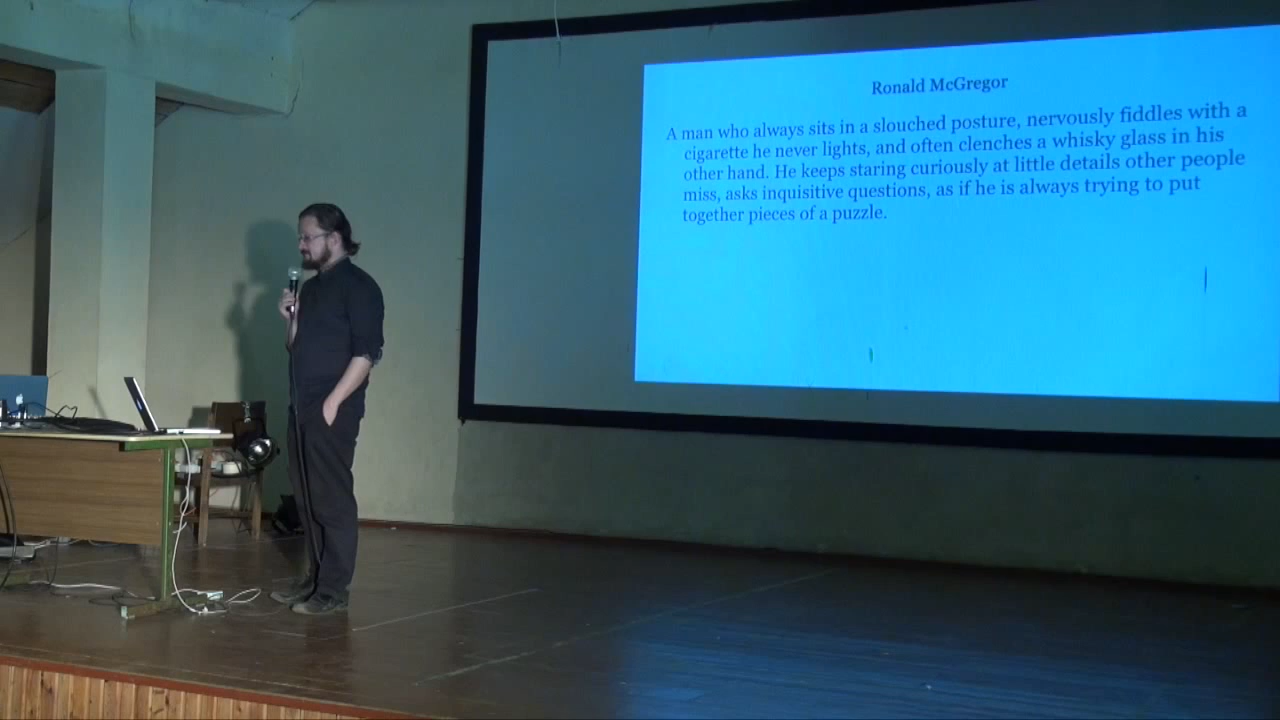 Ronald McGregor
A man who always sits in a slouched posture, nervously fiddles with a
cigarette he never lights, and often clenches a whisky glass in his
other hand. He keeps staring curiously at little details other people
miss, asks inquisitive questions, as if he is always trying to put
together pieces of a puzzle.